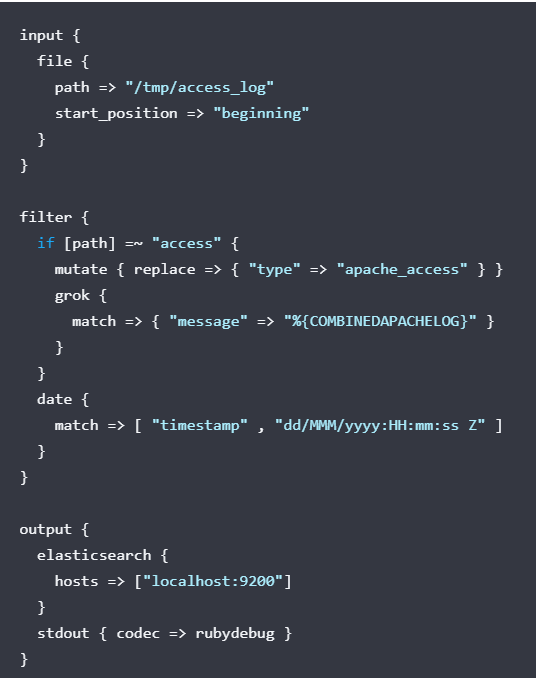 input {
  file {
    path => "/tmp/access_log"
    start_position => "beginning"
  }
}

filter {
  if [path] =~ "access" {
    mutate { replace => { "type" => "apache_access" } }
    grok {
      match => { "message" => "%{COMBINEDAPACHELOG}" }
    }
  }
  date {
    match => [ "timestamp" , "dd/MMM/yyyy:HH:mm:ss Z" ]
  }
}

output {
  elasticsearch {
    hosts => ["localhost:9200"]
  }
  stdout { codec => rubydebug }
}